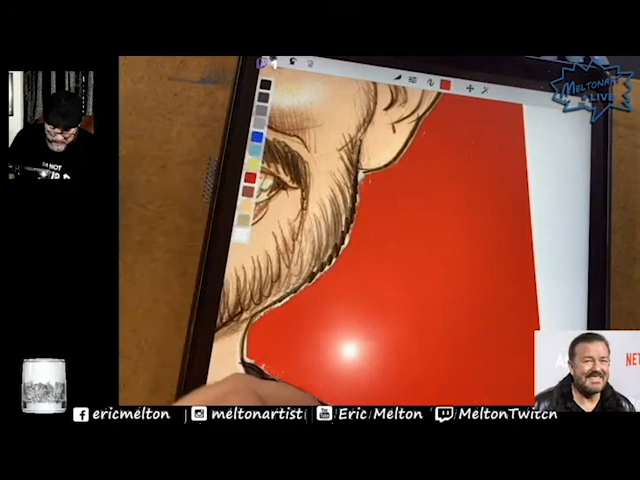 MELTONART
LIVE
M NOT
NET
ericmelton meltonartist Eric Melton MeltonTwitch